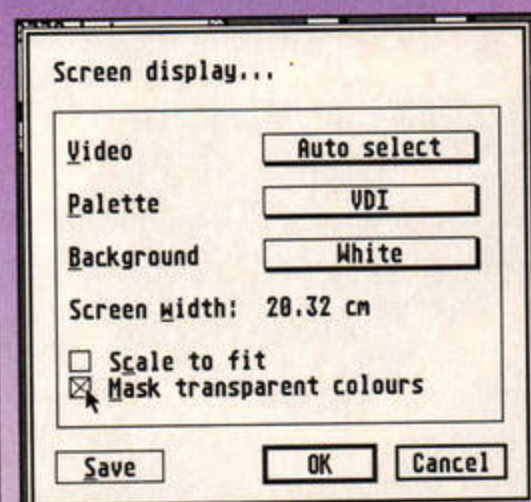 Screen display...
Video Auto select
Palette VDI
Background White
Screen width: 20.32 cm
Scale to fit
Mask transparent colours
Save OK Cancel